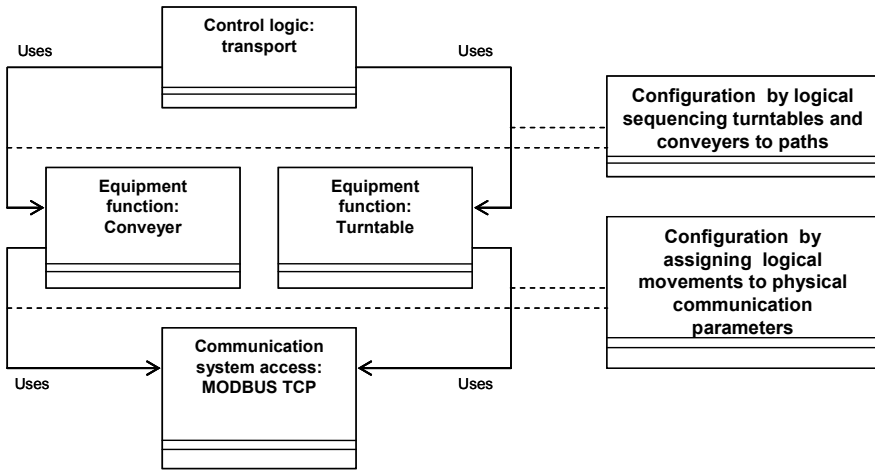 Control logic:
transport
Uses
Uses
Configuration by logical
sequencing turntables and
conveyers to paths
Equipment
function:
Conveyer
Equipment
function:
Turntable
Configuration by
assigning logical
movements to physical
communication
parameters
Communication
system access:
MODBUS TCP
Uses
Uses